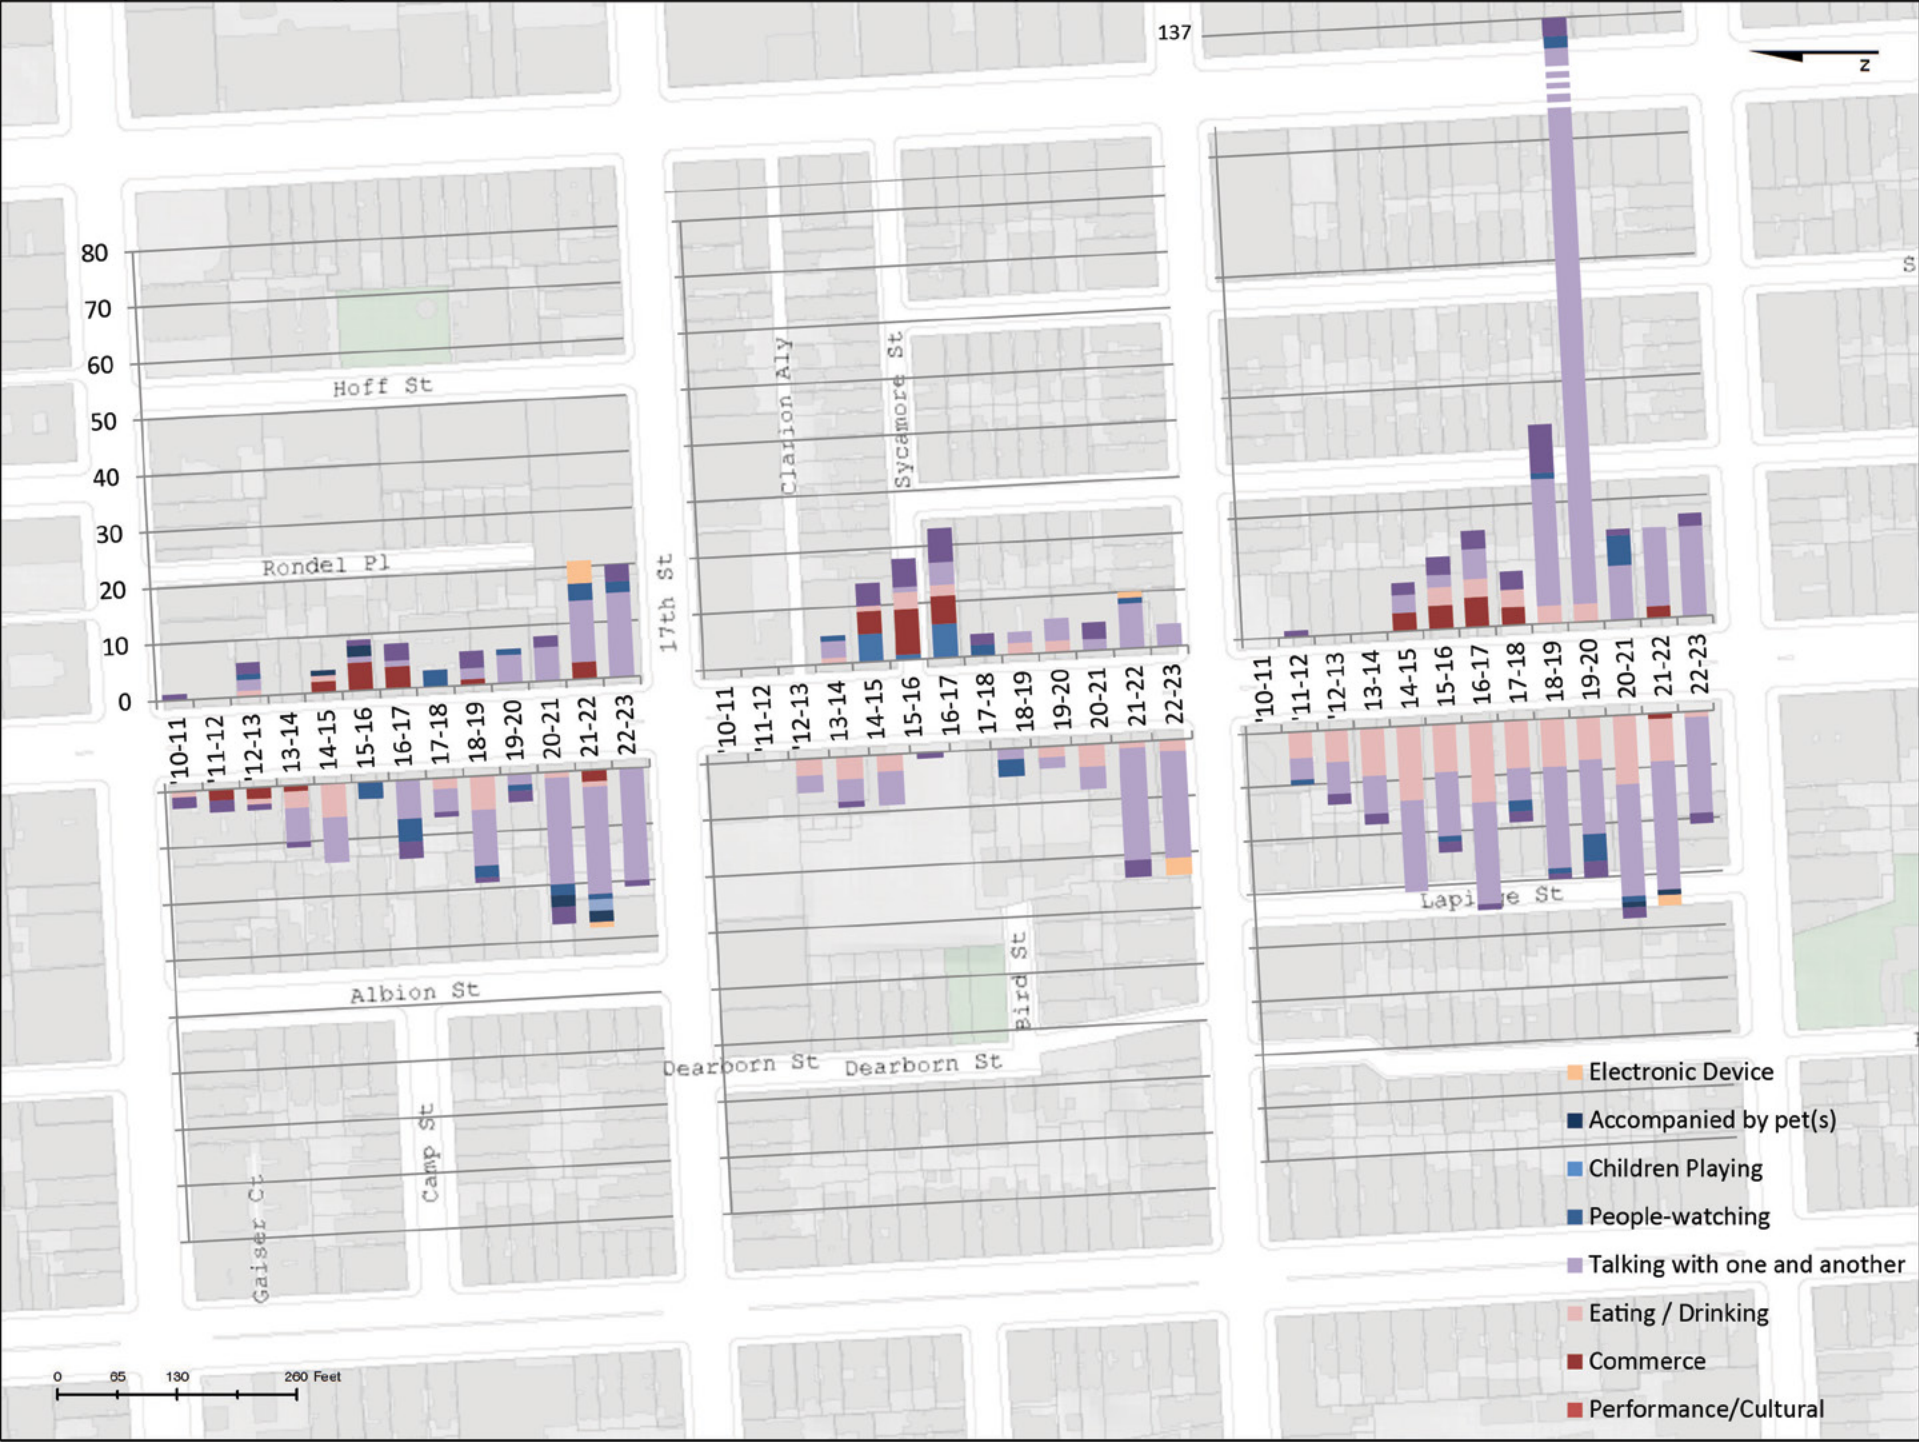 137
z
80
70
60
50
40
30
20
10
0
Hoff St
Rondel Pl
17th St
Clarion Aly
Sycamore St
S
'10-11
'11-12
'12-13
13-14
14-15
15-16
16-17
17-18
18-19
19-20
20-21
21-22
22-23
'10-11
'11-12
'12-13
13-14
14-15
15-16
16-17
17-18
18-19
19-20
20-21
21-22
22-23
'10-11
'11-12
'12-13
13-14
14-15
15-16
16-17
17-18
18-19
19-20
20-21
21-22
22-23
Albion St
Camp St
Gaiser Ct
Bird St
Dearborn St
Dearborn St
St
Electronic Device
Accompanied by pet(s)
Children Playing
People-watching
Talking with one and another
Eating / Drinking
Commerce
Performance/Cultural
0 65 130 260 Feet